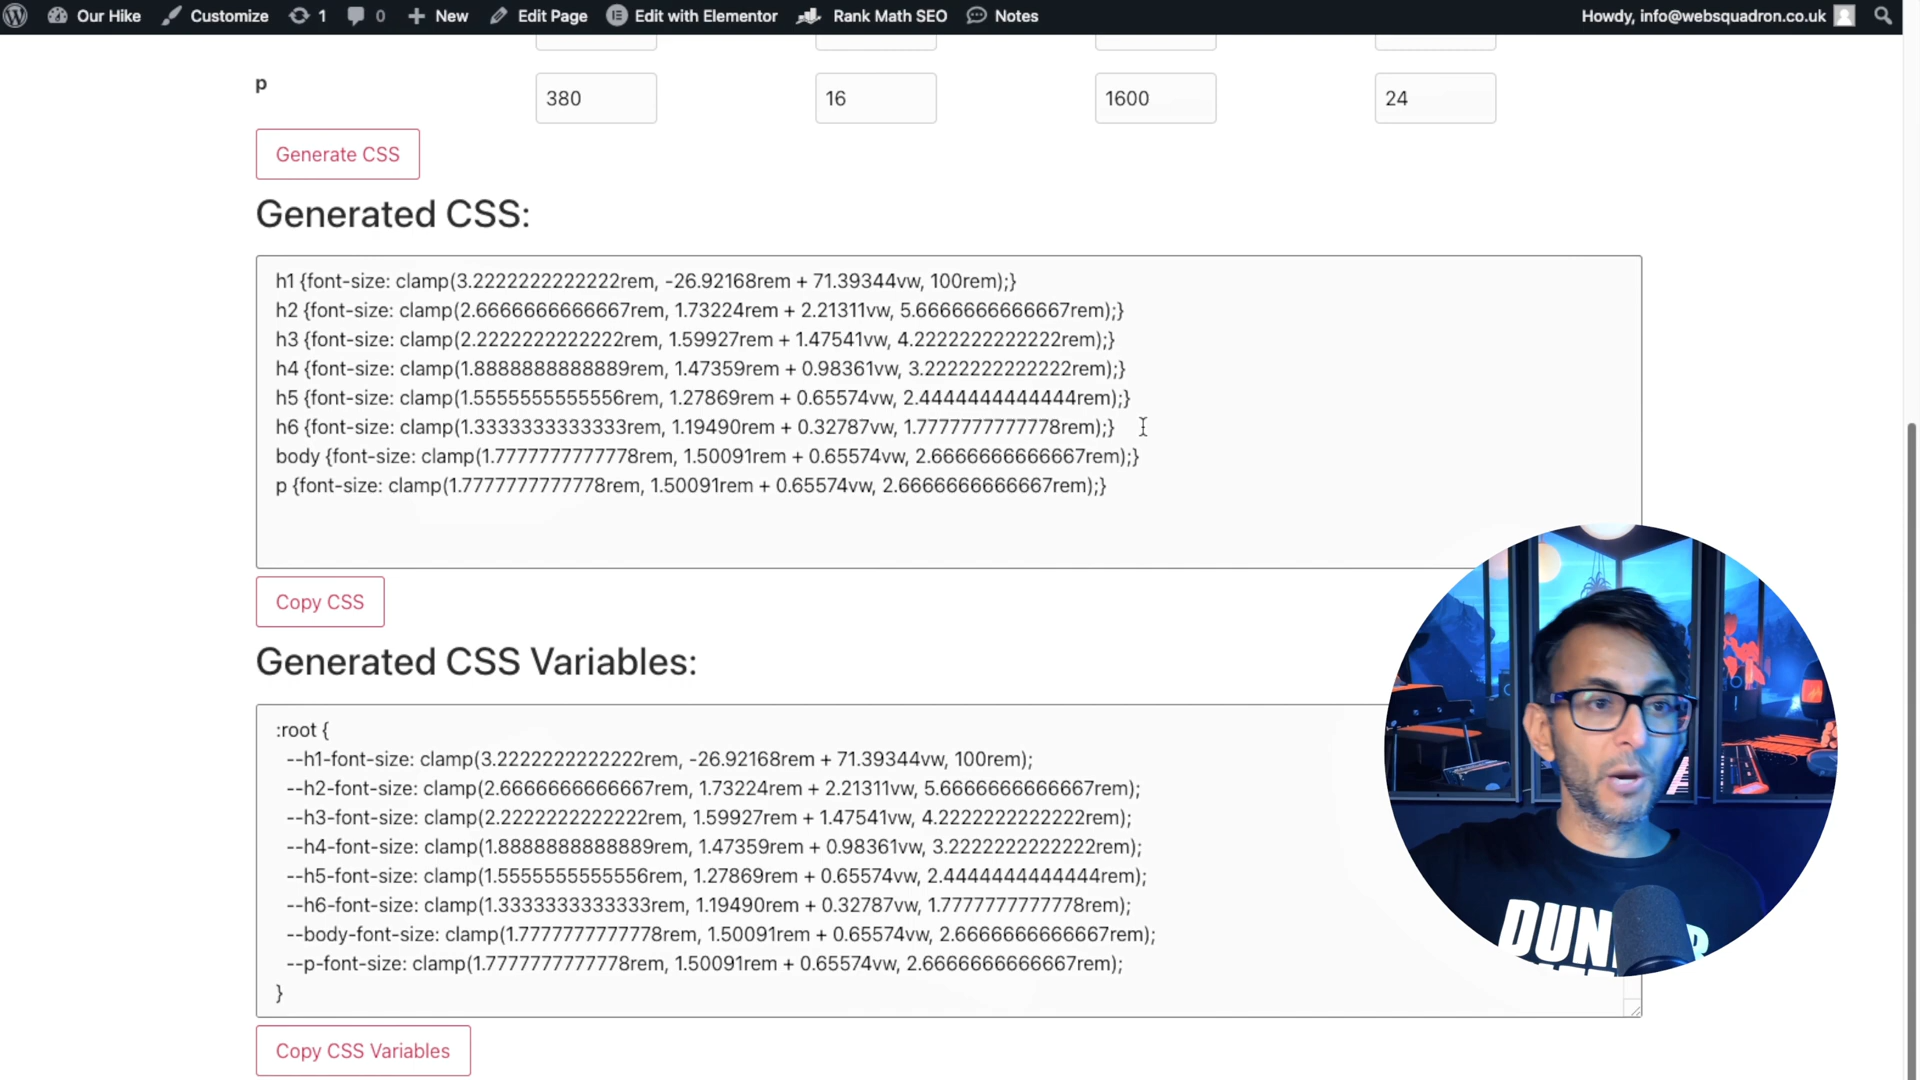 Our Hike Customize 1 0 New Edit Page Edit with Elementor Rank Math SEO Notes Howdy, info@websquadron.co.uk
p 380 16 1600 24
Generate CSS
Generated CSS:
h1 {font-size: clamp(3.2222222222222rem, -26.92168rem + 71.39344vw, 100rem);}
h2 {font-size: clamp(2.6666666666667rem, 1.73224rem + 2.21311vw, 5.6666666666667rem);}
h3 {font-size: clamp(2.2222222222222rem, 1.59927rem + 1.47541vw, 4.2222222222222rem);}
h4 {font-size: clamp(1.8888888888889rem, 1.47359rem + 0.98361vw, 3.2222222222222rem);}
h5 {font-size: clamp(1.5555555555556rem, 1.27869rem + 0.65574vw, 2.4444444444444rem);}
h6 {font-size: clamp(1.3333333333333rem, 1.19490rem + 0.32787vw, 1.7777777777778rem);}
body {font-size: clamp(1.7777777777778rem, 1.50091rem + 0.65574vw, 2.6666666666667rem);}
p {font-size: clamp(1.7777777777778rem, 1.50091rem + 0.65574vw, 2.6666666666667rem);}
Copy CSS
Generated CSS Variables:
:root {
--h1-font-size: clamp(3.2222222222222rem, -26.92168rem + 71.39344vw, 100rem);
--h2-font-size: clamp(2.6666666666667rem, 1.73224rem + 2.21311vw, 5.6666666666667rem);
--h3-font-size: clamp(2.2222222222222rem, 1.59927rem + 1.47541vw, 4.2222222222222rem);
--h4-font-size: clamp(1.8888888888889rem, 1.47359rem + 0.98361vw, 3.2222222222222rem);
--h5-font-size: clamp(1.5555555555556rem, 1.27869rem + 0.65574vw, 2.4444444444444rem);
--h6-font-size: clamp(1.3333333333333rem, 1.19490rem + 0.32787vw, 1.7777777777778rem);
--body-font-size: clamp(1.7777777777778rem, 1.50091rem + 0.65574vw, 2.6666666666667rem);
--p-font-size: clamp(1.7777777777778rem, 1.50091rem + 0.65574vw, 2.6666666666667rem);
}
Copy CSS Variables